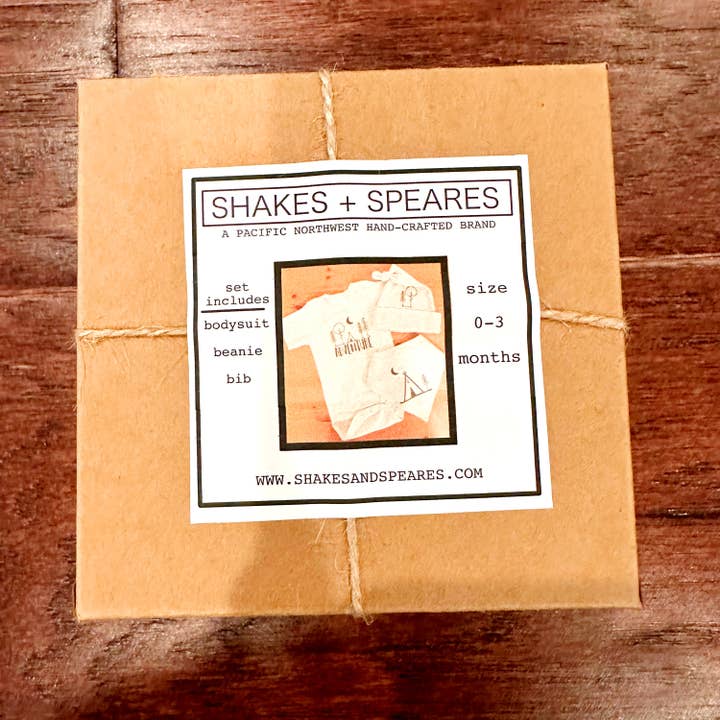 SHAKES + SPEARES
A PACIFIC NORTHWEST HAND-CRAFTED BRAND
set
includes
bodysuit
beanie
bib
size
0-3
months
WWW.SHAKESANDSPEARES.COM